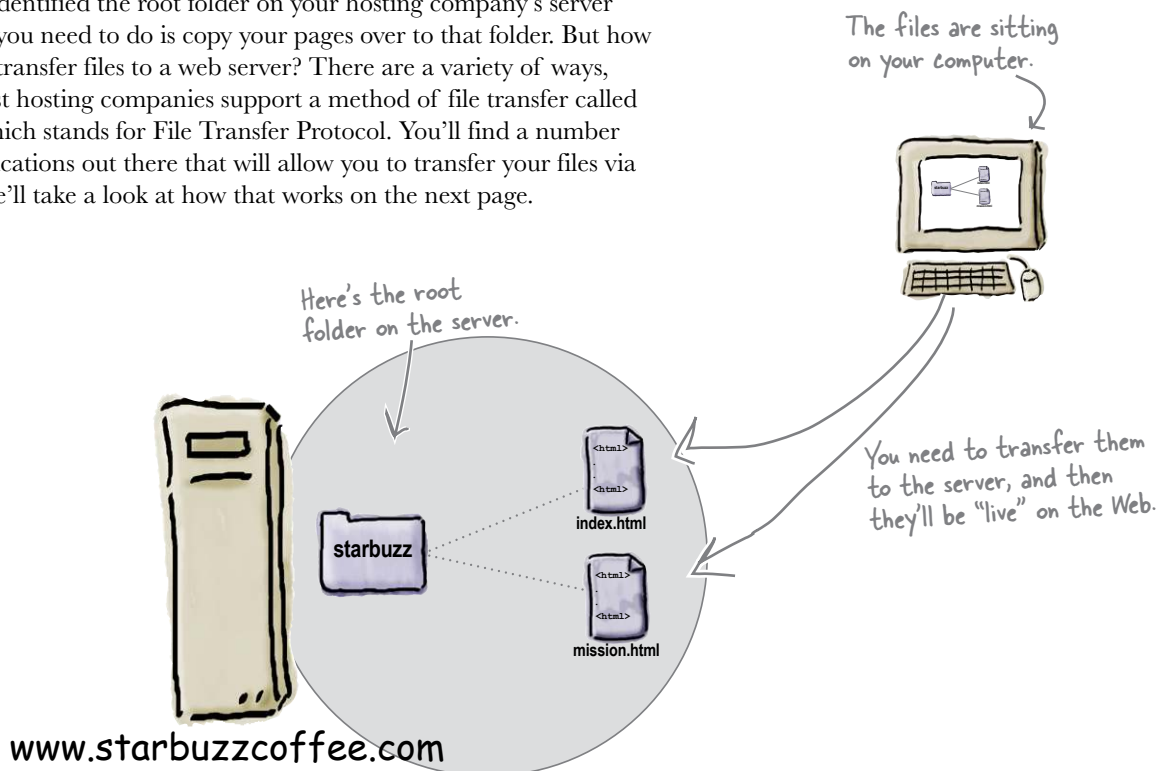 dentified the root folder on your hosting company's server
you need to do is copy your pages over to that folder. But how
transfer files to a web server? There are a variety of ways,
st hosting companies support a method of file transfer called
hich stands for File Transfer Protocol. You'll find a number
ications out there that will allow you to transfer your files via
e'll take a look at how that works on the next page.
The files are sitting
on your computer.
starbuzz
Here's the root
folder on the server.
<html>
.
.
<html>
index.html
You need to transfer them
to the server, and then
they'll be "live" on the Web.
starbuzz
<html>
.
.
<html>
mission.html
www.starbuzzcoffee.com